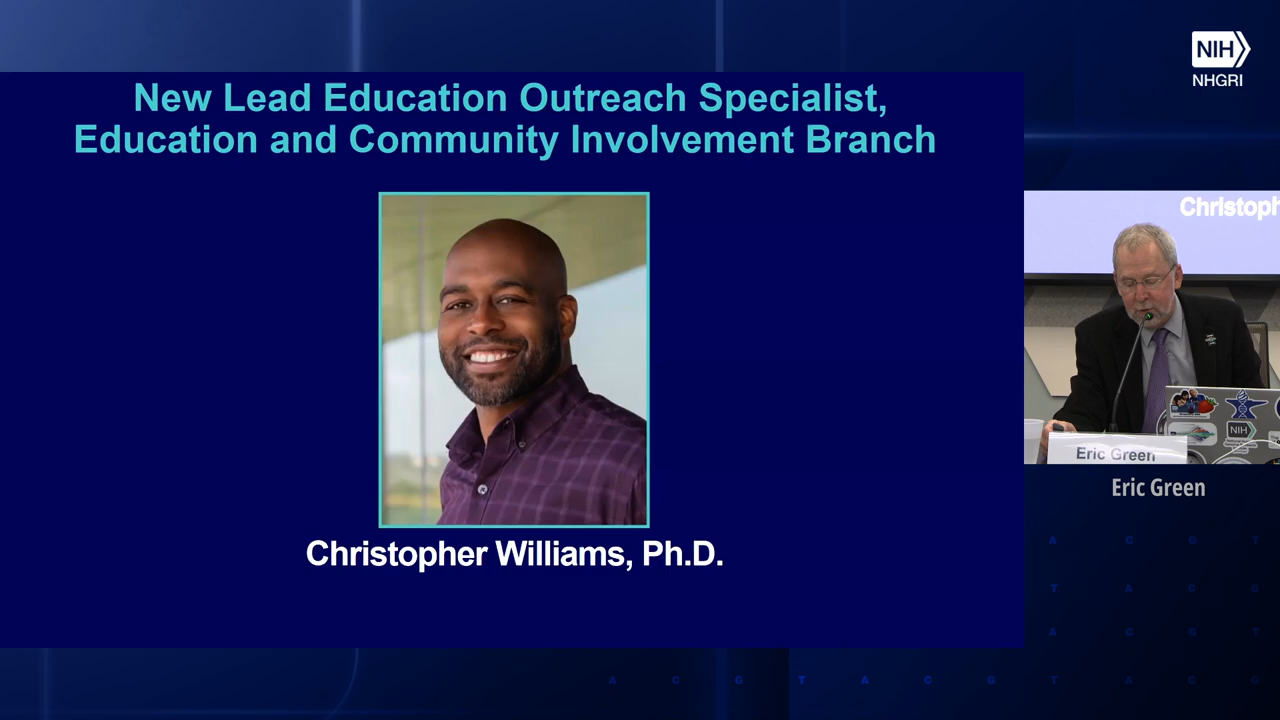 NIH
NHGRI
New Lead Education Outreach Specialist,
Education and Community Involvement Branch
Christopher Williams, Ph.D.
Christoph
NIH
Eric Green
Eric Green
A C G T
T A C G
A C G T
A C G T A C G T A C G